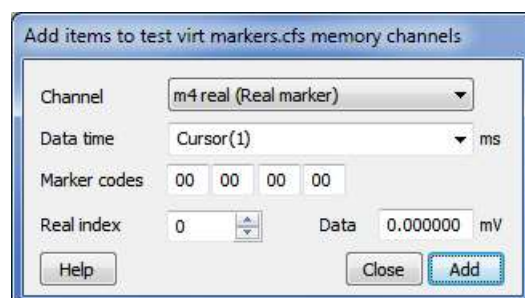 Add items to test virt markers.cfs memory channels
Channel m4 real (Real marker)
Data time Cursor(1) ms
Marker codes 00 00 00 00
Real index 0 Data 0.000000 mV
Help Close Add